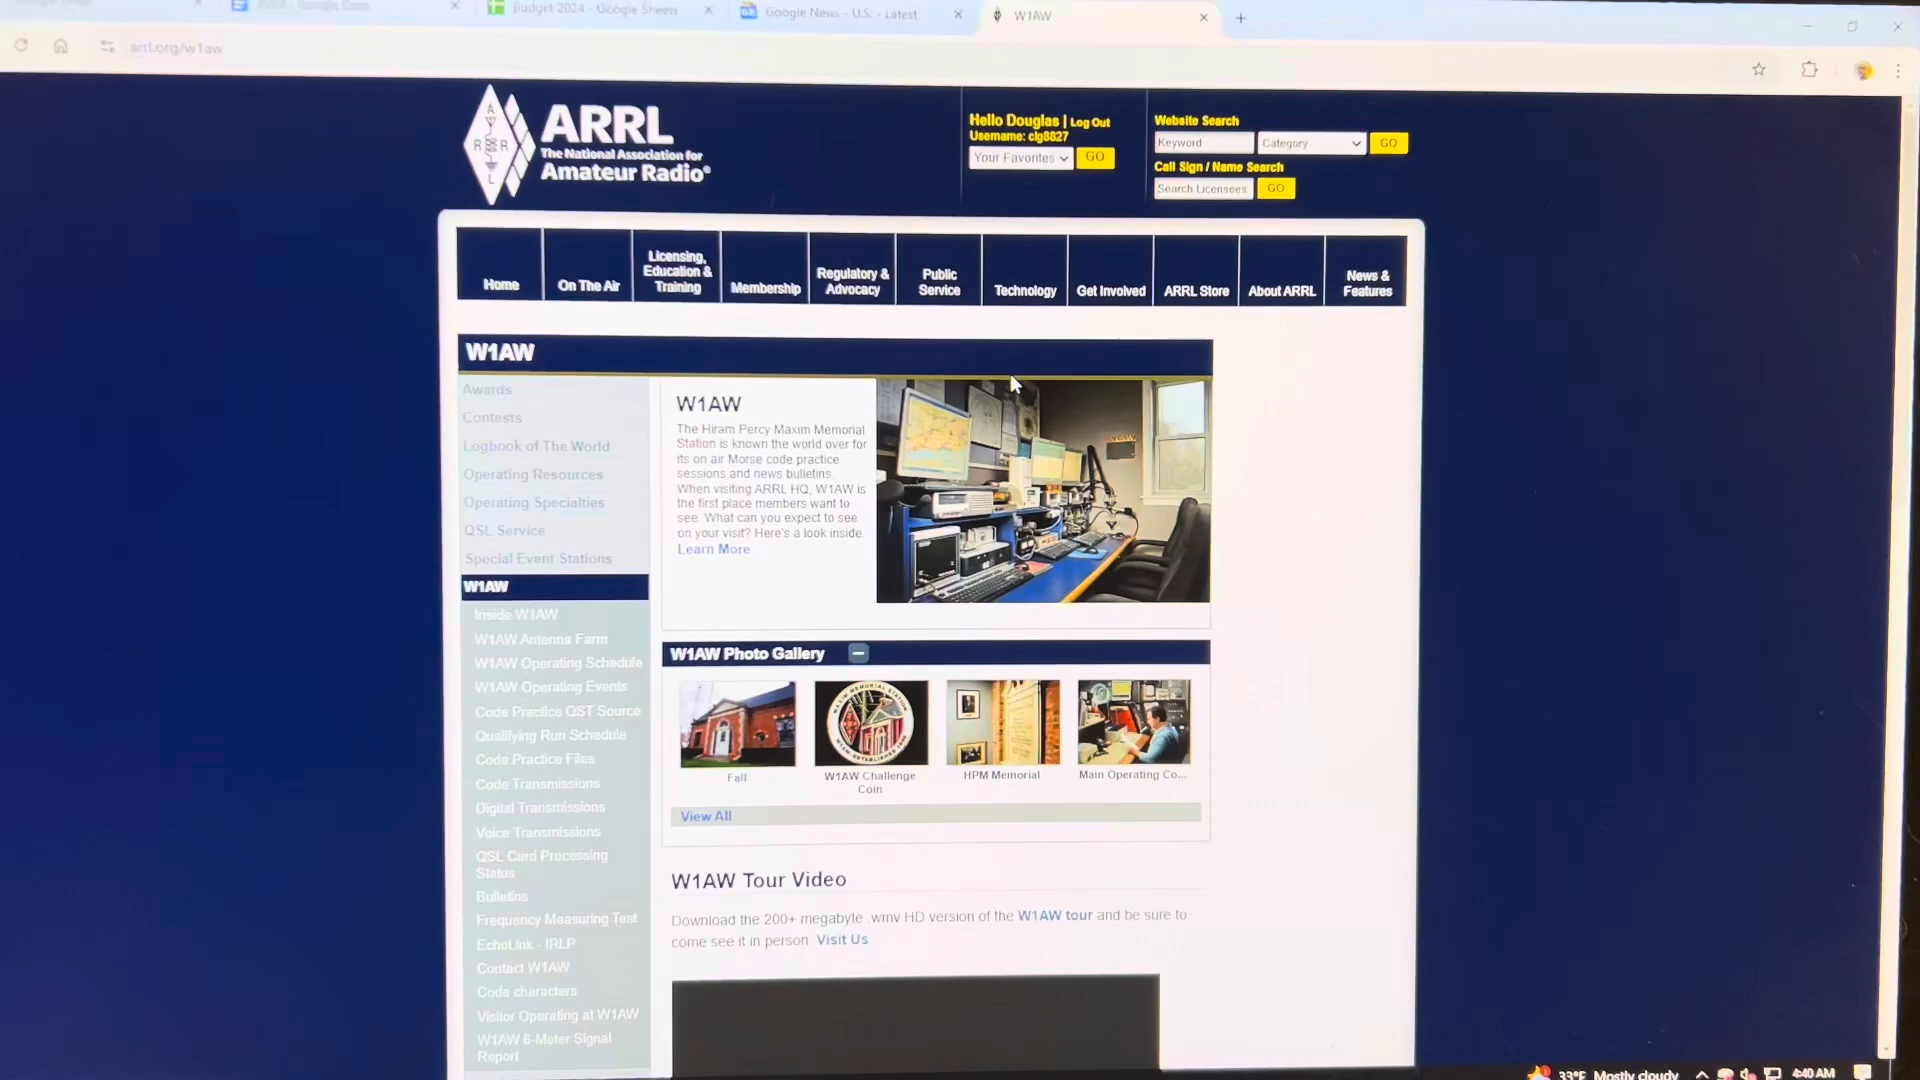 Budget 2024 - Google Sheets
Google News - U.S. - Latest
W1AW
arrl.org/w1aw
A
R R
L
ARRL
The National Association for
Amateur Radio®
Hello Douglas | Log Out
Username: clg8827
Your Favorites GO
Website Search
Keyword Category GO
Call Sign / Name Search
Search Licensees GO
Home
On The Air
Licensing,
Education &
Training
Membership
Regulatory &
Advocacy
Public
Service
Technology
Get Involved
ARRL Store
About ARRL
News &
Features
W1AW
Awards
Contests
Logbook of The World
Operating Resources
Operating Specialties
QSL Service
Special Event Stations
W1AW
Inside W1AW
W1AW Antenna Farm
W1AW Operating Schedule
W1AW Operating Events
Code Practice QST Source
Qualifying Run Schedule
Code Practice Files
Code Transmissions
Digital Transmissions
Voice Transmissions
QSL Card Processing
Status
Bulletins
Frequency Measuring Test
EchoLink - IRLP
Contact W1AW
Code characters
Visitor Operating at W1AW
W1AW 6-Meter Signal
Report
W1AW
The Hiram Percy Maxim Memorial
Station is known the world over for
its on air Morse code practice
sessions and news bulletins.
When visiting ARRL HQ, W1AW is
the first place members want to
see. What can you expect to see
on your visit? Here's a look inside.
Learn More
W1AW Photo Gallery
Fall
W1AW Challenge
Coin
HPM Memorial
Main Operating Co...
View All
W1AW Tour Video
Download the 200+ megabyte .wmv HD version of the W1AW tour and be sure to
come see it in person. Visit Us
33°F Mostly cloudy
4:40 AM